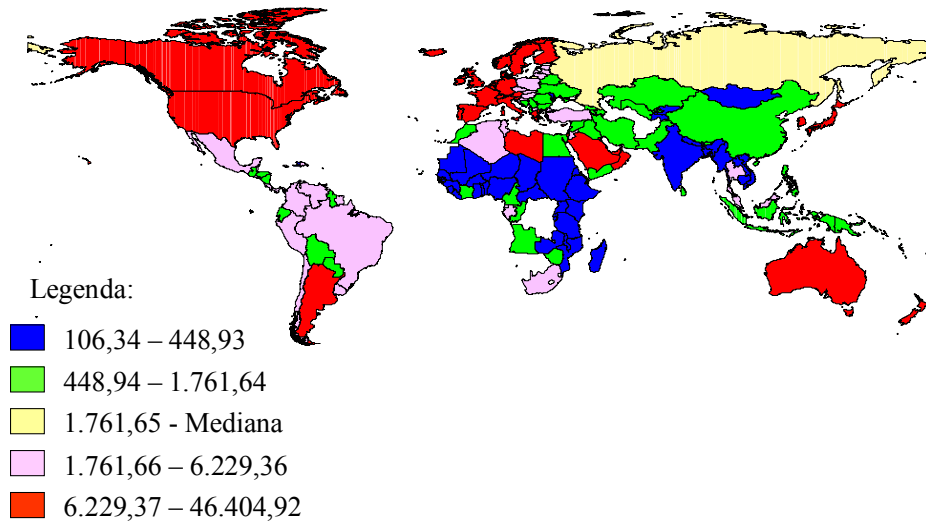 Legenda:
106,34 – 448,93
448,94 – 1.761,64
1.761,65 - Mediana
1.761,66 – 6.229,36
6.229,37 – 46.404,92